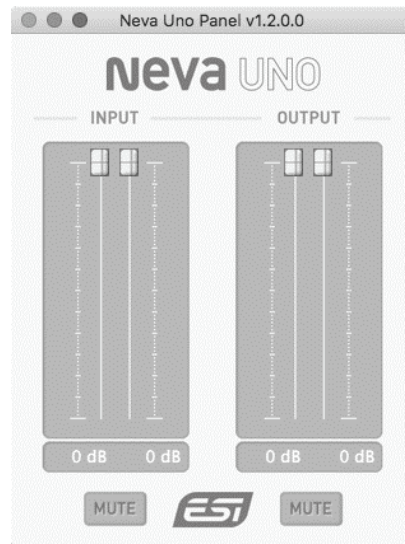 Neva Uno Panel v1.2.0.0
Neva UNO
INPUT OUTPUT
0 dB 0 dB 0 dB 0 dB
MUTE ESI MUTE